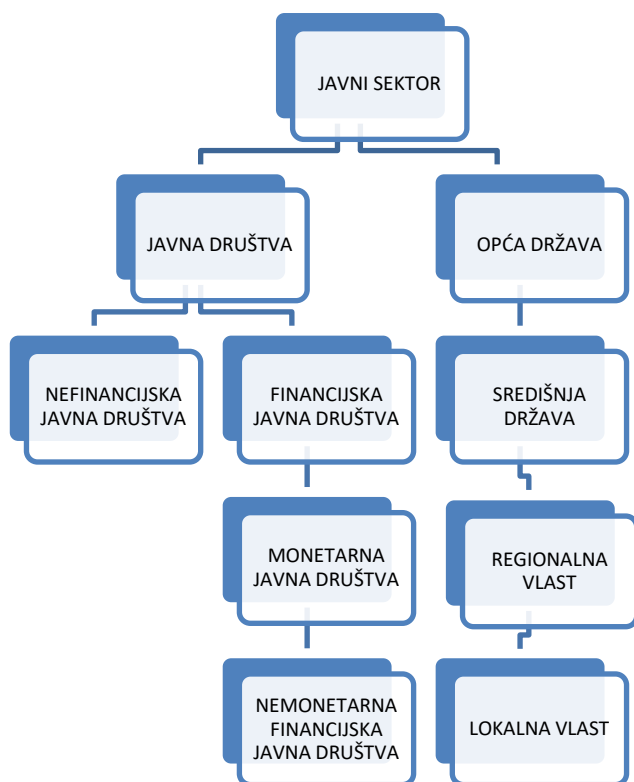 JAVNI SEKTOR
JAVNA DRUŠTVA
OPĆA DRŽAVA
NEFINANCIJSKA
JAVNA DRUŠTVA
FINANCIJSKA
JAVNA DRUŠTVA
SREDIŠNJA
DRŽAVA
MONETARNA
JAVNA DRUŠTVA
REGIONALNA
VLAST
NEMONETARNA
FINANCIJSKA
JAVNA DRUŠTVA
LOKALNA VLAST